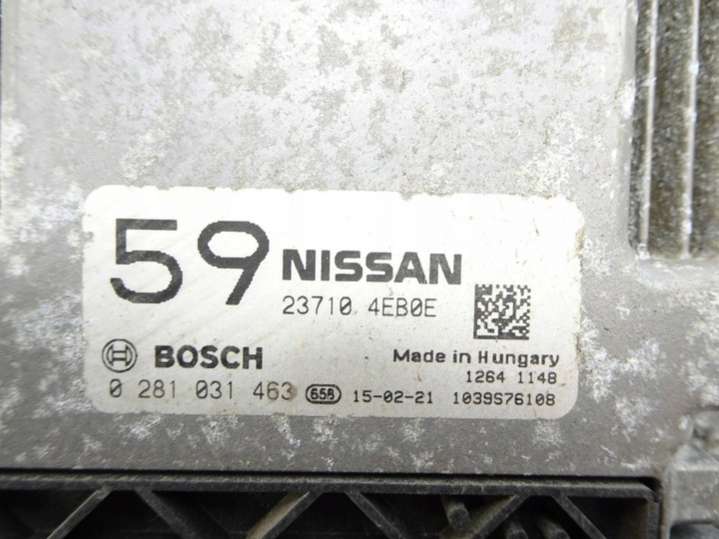 59 NISSAN
23710 4EB0E
BOSCH
Made in Hungary
1264 1148
0 281 031 463 658 15-02-21 1039S76108